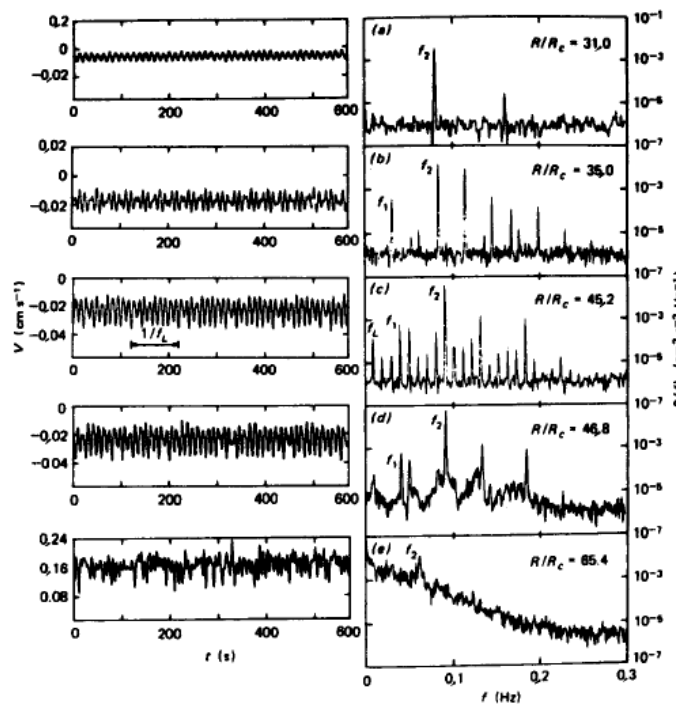 0,2
0
−0,02
0 200 400 600
0,02
0
−0,02
0 200 400 600
0
−0.02
−0.04
1/f_L
0 200 400 600
0
−0.02
−0.04
0 200 400 600
0,24
0.16
0.08
0 200 400 600
V (cm s⁻¹)
t (s)
(a) f₂ R/R_c = 31,0
10⁻¹
10⁻³
10⁻⁵
10⁻⁷
(b) f₁ f₂ R/R_c = 35,0
10⁻³
10⁻⁵
10⁻⁷
(c) f_L f₁ f₂ R/R_c = 45,2
10⁻³
10⁻⁵
10⁻⁷
(d) f₁ f₂ R/R_c = 46,8
10⁻³
10⁻⁵
10⁻⁷
(e) f₂ R/R_c = 65.4
10⁻³
10⁻⁵
10⁻⁷
0 0,1 0,2 0,3
f (Hz)